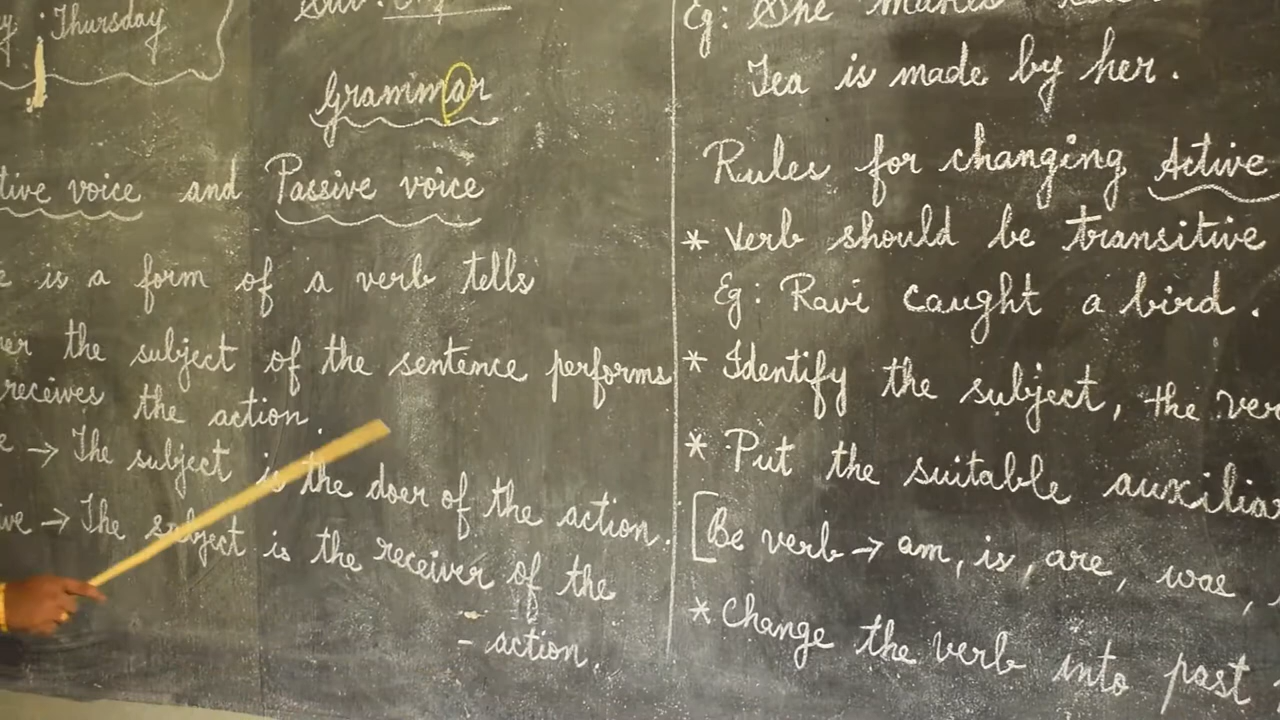 Thursday
Sub:
Grammar
tive voice and Passive voice
is a form of a verb tells
the subject of the sentence performs
receives the action.
→ The subject is the doer of the action.
ive → The subject is the receiver of the
- action.
Eg: She makes
Tea is made by her.
Rules for changing Active
* Verb should be transitive
Eg: Ravi caught a bird.
* Identify the subject, the ver
* Put the suitable auxiliar
[Be verb → am, is, are, was,
* Change the verb into past